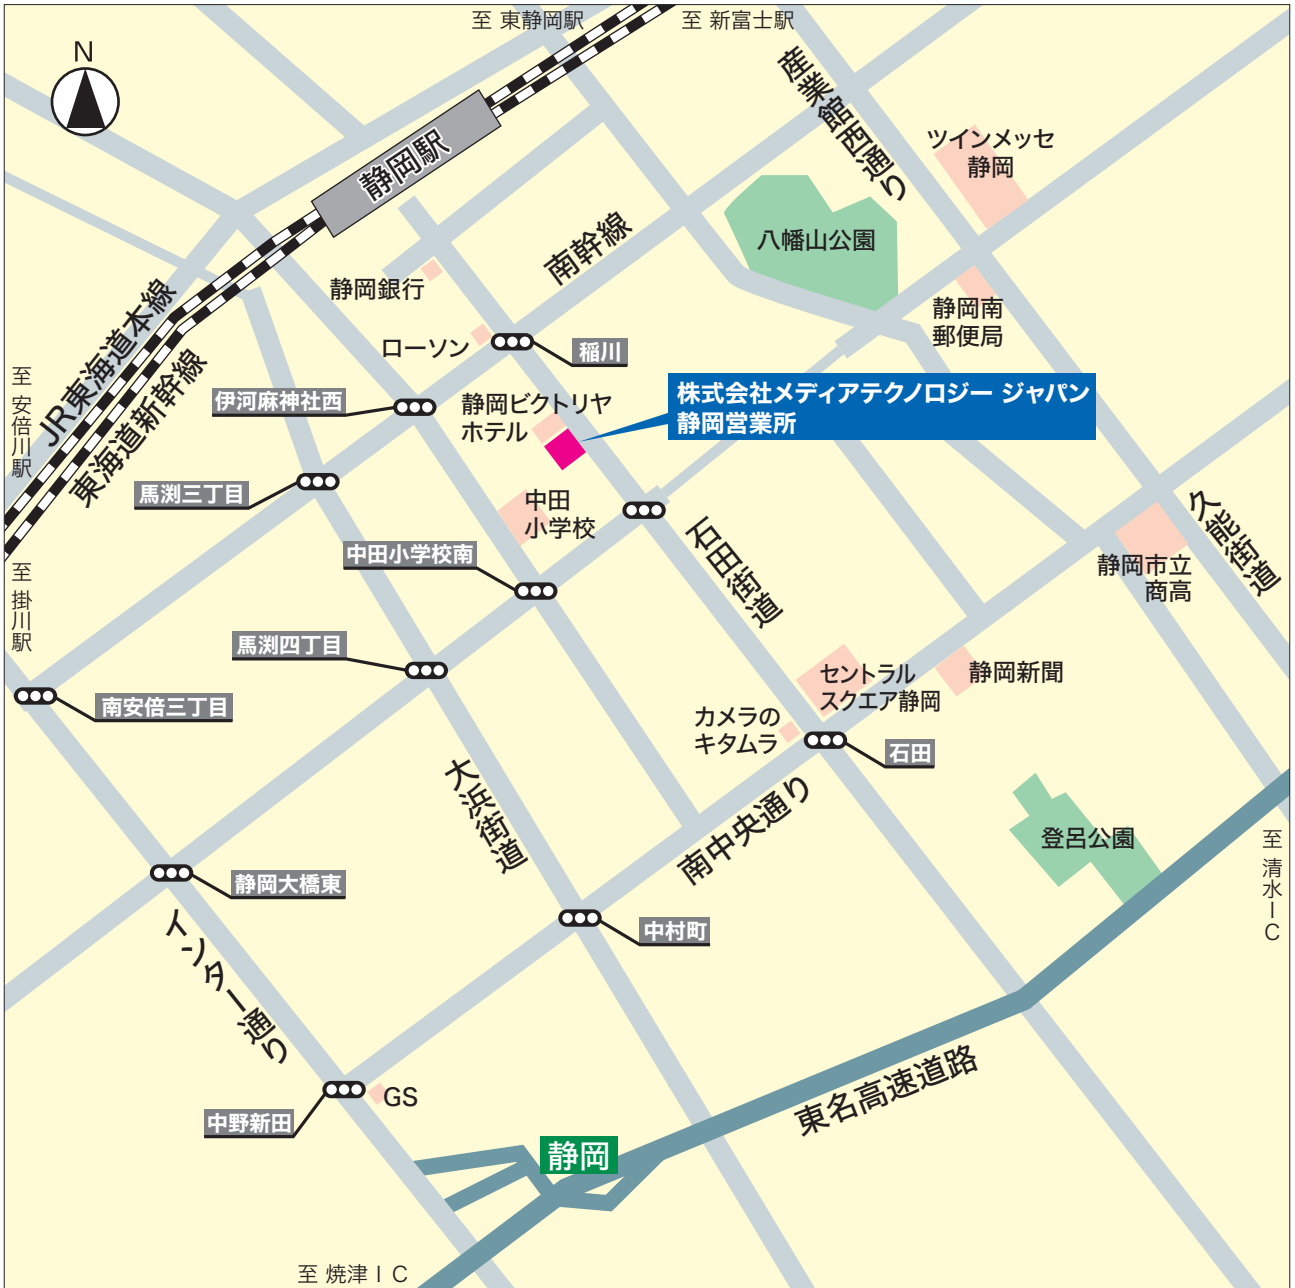 至 東静岡駅
至 新富士駅
N
産業館西通り
ツインメッセ
静岡
静岡駅
南幹線
八幡山公園
静岡銀行
静岡南
郵便局
ローソン
稲川
JR東海道本線
東海道新幹線
至 安倍川駅
伊河麻神社西
静岡ビクトリヤ
ホテル
株式会社メディアテクノロジー ジャパン
静岡営業所
馬渕三丁目
中田
小学校
久能街道
石田街道
中田小学校南
静岡市立
商高
至 掛川駅
馬渕四丁目
セントラル
スクエア静岡
静岡新聞
南安倍三丁目
カメラの
キタムラ
石田
大浜街道
南中央通り
登呂公園
至 清水IC
静岡大橋東
インター通り
中村町
東名高速道路
GS
中野新田
静岡
至 焼津IC